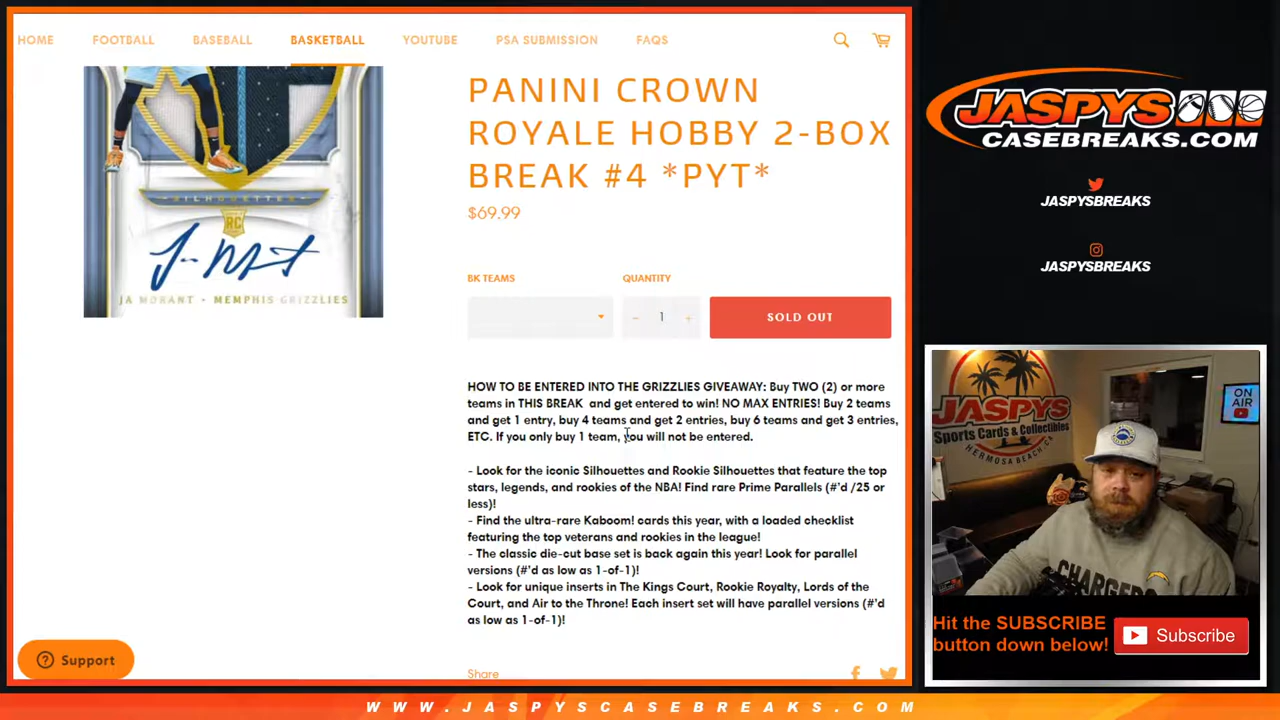 HOME FOOTBALL BASEBALL BASKETBALL YOUTUBE PSA SUBMISSION FAQS
SILHOUETTES
RC
JA MORANT • MEMPHIS GRIZZLIES
PANINI CROWN
ROYALE HOBBY 2-BOX
BREAK #4 *PYT*
$69.99
BK TEAMS QUANTITY
− 1 + SOLD OUT
HOW TO BE ENTERED INTO THE GRIZZLIES GIVEAWAY: Buy TWO (2) or more
teams in THIS BREAK and get entered to win! NO MAX ENTRIES! Buy 2 teams
and get 1 entry, buy 4 teams and get 2 entries, buy 6 teams and get 3 entries,
ETC. If you only buy 1 team, you will not be entered.
- Look for the iconic Silhouettes and Rookie Silhouettes that feature the top
stars, legends, and rookies of the NBA! Find rare Prime Parallels (#'d /25 or
less)!
- Find the ultra-rare Kaboom! cards this year, with a loaded checklist
featuring the top veterans and rookies in the league!
- The classic die-cut base set is back again this year! Look for parallel
versions (#'d as low as 1-of-1)!
- Look for unique inserts in The Kings Court, Rookie Royalty, Lords of the
Court, and Air to the Throne! Each insert set will have parallel versions (#'d
as low as 1-of-1)!
Share
Support
JASPYS
CASEBREAKS.COM
JASPYSBREAKS
JASPYSBREAKS
JASPYS
Sports Cards & Collectibles
HERMOSA BEACH, CA
ON
AIR
CHARGERS
Hit the SUBSCRIBE
button down below!
Subscribe
WWW.JASPYSCASEBREAKS.COM